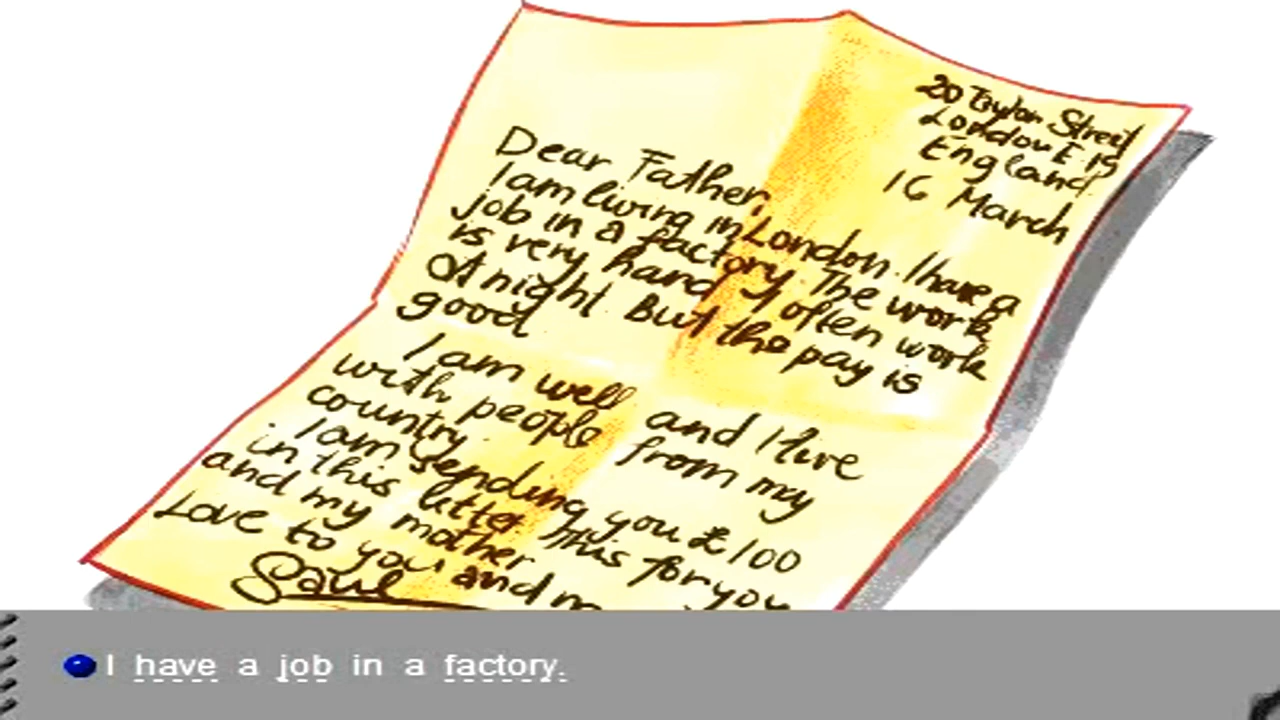 20 Taylor Street
London E 15
England
16 March
Dear Father,
I am living in London. I have a
job in a factory. The work
is very hard I often work
at night But the pay is
good
I am well and I live
with people from my
country.
I am sending you £100
in this letter This for you
and my mother
Love to you and m
Saul
I have a job in a factory.